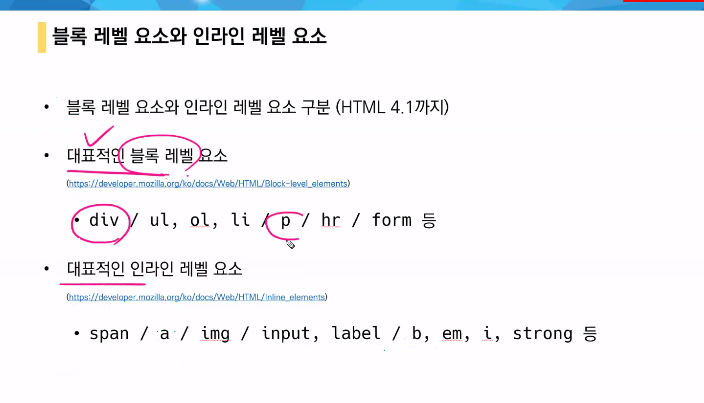 블록 레벨 요소와 인라인 레벨 요소
• 블록 레벨 요소와 인라인 레벨 요소 구분 (HTML 4.1까지)
• 대표적인 블록 레벨 요소
(https://developer.mozilla.org/ko/docs/Web/HTML/Block-level_elements)
• div / ul, ol, li / p / hr / form 등
• 대표적인 인라인 레벨 요소
(https://developer.mozilla.org/ko/docs/Web/HTML/Inline_elements)
• span / a / img / input, label / b, em, i, strong 등